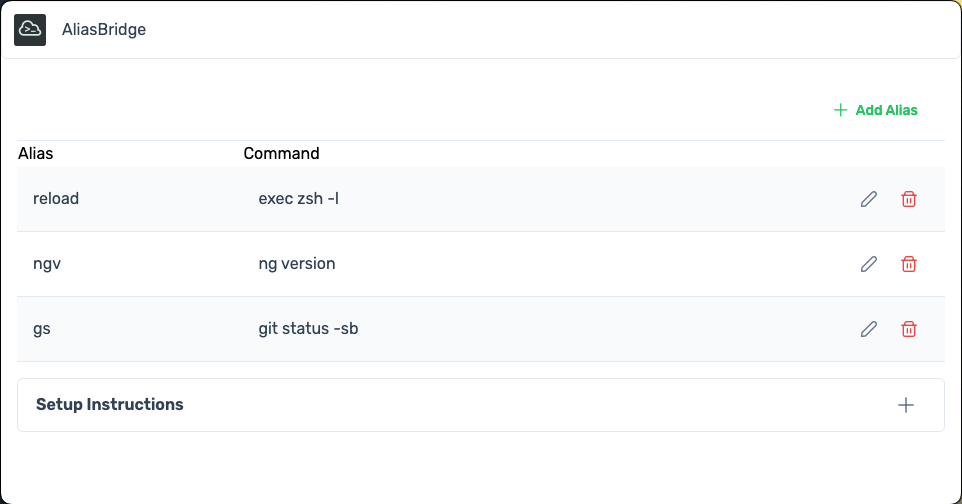 AliasBridge
Add Alias
Alias Command
reload exec zsh -l
ngv ng version
gs git status -sb
Setup Instructions